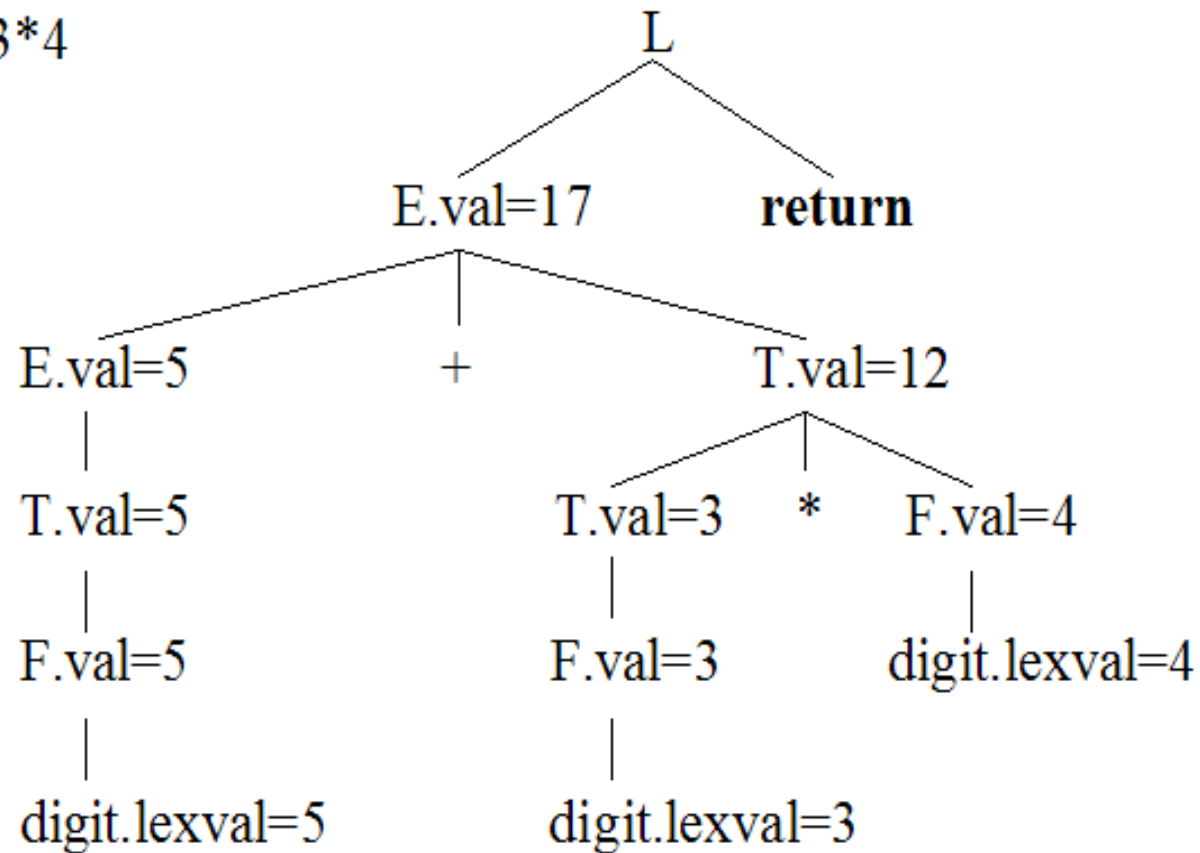 3*4
L
E.val=17 return
E.val=5 + T.val=12
T.val=5 T.val=3 * F.val=4
F.val=5 F.val=3 digit.lexval=4
digit.lexval=5 digit.lexval=3